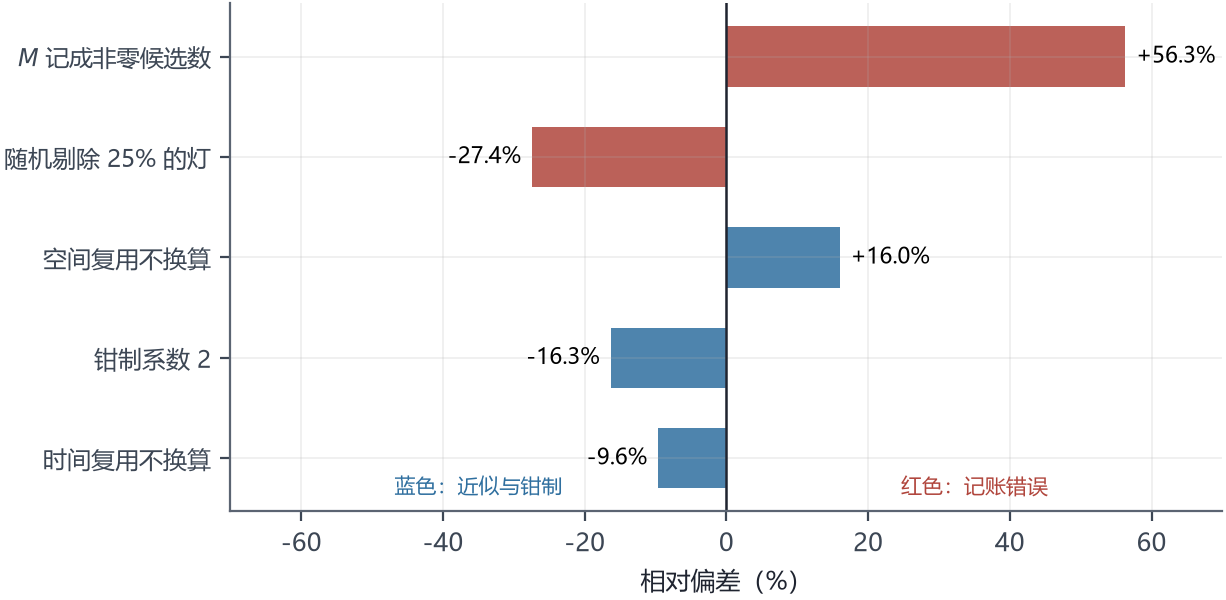 M 记成非零候选数
+56.3%
随机剔除 25% 的灯
-27.4%
空间复用不换算
+16.0%
钳制系数 2
-16.3%
时间复用不换算
-9.6%
蓝色：近似与钳制
红色：记账错误
-60 -40 -20 0 20 40 60
相对偏差（%）